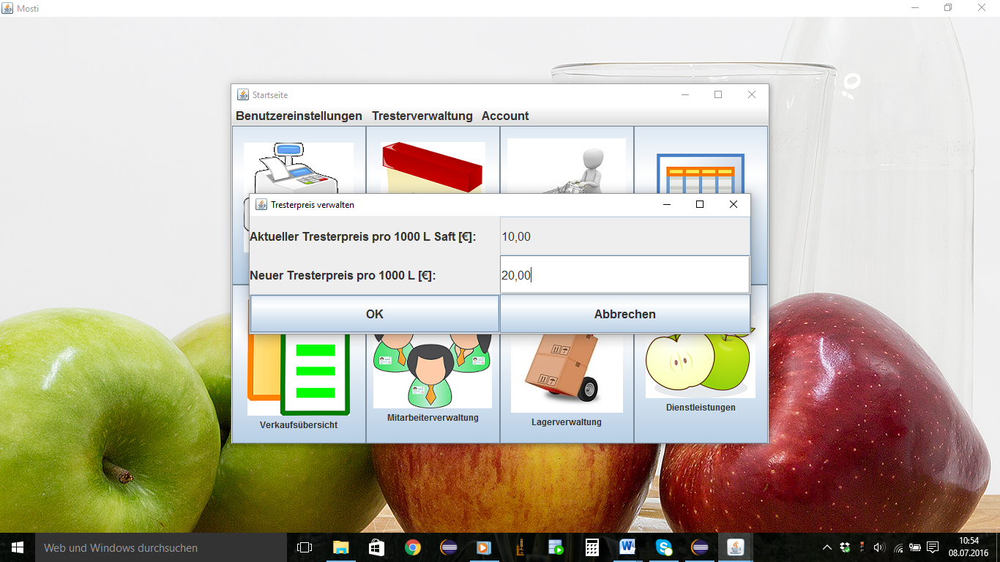 Mosti
Startseite
Benutzereinstellungen Tresterverwaltung Account
Tresterpreis verwalten
Aktueller Tresterpreis pro 1000 L Saft [€]: 10,00
Neuer Tresterpreis pro 1000 L [€]: 20,00
OK Abbrechen
Verkaufsübersicht Mitarbeiterverwaltung Lagerverwaltung Dienstleistungen
Web und Windows durchsuchen
10:54
08.07.2016